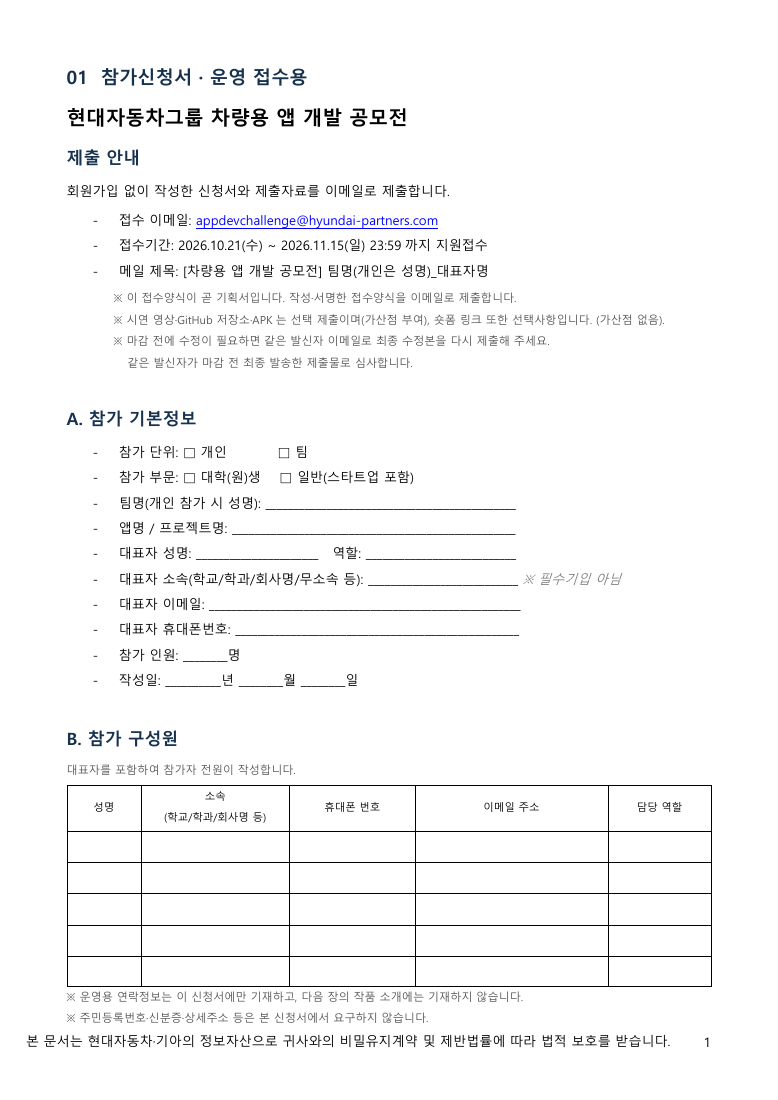 01 참가신청서 · 운영 접수용
현대자동차그룹 차량용 앱 개발 공모전
제출 안내
회원가입 없이 작성한 신청서와 제출자료를 이메일로 제출합니다.
- 접수 이메일: appdevchallenge@hyundai-partners.com
- 접수기간: 2026.10.21(수) ~ 2026.11.15(일) 23:59 까지 지원접수
- 메일 제목: [차량용 앱 개발 공모전] 팀명(개인은 성명)_대표자명
※ 이 접수양식이 곧 기획서입니다. 작성·서명한 접수양식을 이메일로 제출합니다.
※ 시연 영상·GitHub 저장소·APK 는 선택 제출이며(가산점 부여), 숏폼 링크 또한 선택사항입니다. (가산점 없음).
※ 마감 전에 수정이 필요하면 같은 발신자 이메일로 최종 수정본을 다시 제출해 주세요.
같은 발신자가 마감 전 최종 발송한 제출물로 심사합니다.
A. 참가 기본정보
- 참가 단위: □ 개인 □ 팀
- 참가 부문: □ 대학(원)생 □ 일반(스타트업 포함)
- 팀명(개인 참가 시 성명): ______________________________
- 앱명 / 프로젝트명: ______________________________
- 대표자 성명: ________________ 역할: ____________________
- 대표자 소속(학교/학과/회사명/무소속 등): ____________________ ※ 필수기입 아님
- 대표자 이메일: ______________________________
- 대표자 휴대폰번호: ______________________________
- 참가 인원: ______명
- 작성일: ________년 ______월 ______일
B. 참가 구성원
대표자를 포함하여 참가자 전원이 작성합니다.
성명 소속 (학교/학과/회사명 등) 휴대폰 번호 이메일 주소 담당 역할
※ 운영용 연락정보는 이 신청서에만 기재하고, 다음 장의 작품 소개에는 기재하지 않습니다.
※ 주민등록번호·신분증·상세주소 등은 본 신청서에서 요구하지 않습니다.
본 문서는 현대자동차·기아의 정보자산으로 귀사와의 비밀유지계약 및 제반법률에 따라 법적 보호를 받습니다. 1